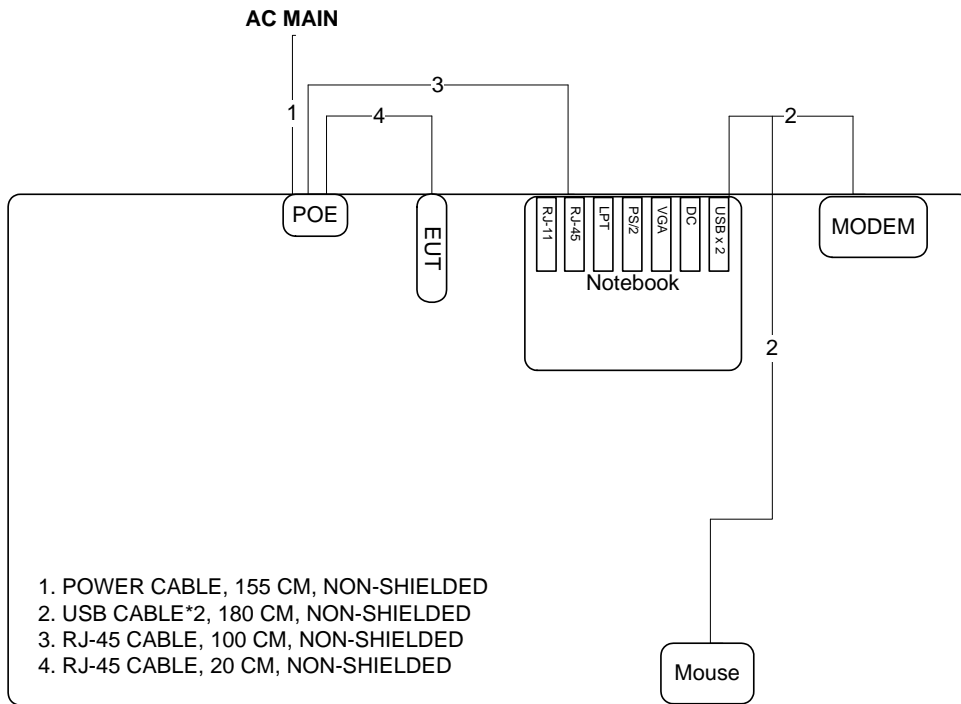 AC MAIN
3
1
4
2
POE
EUT
RJ-11
RJ-45
LPT
PS/2
VGA
DC
USB x 2
MODEM
Notebook
2
1. POWER CABLE, 155 CM, NON-SHIELDED
2. USB CABLE*2, 180 CM, NON-SHIELDED
3. RJ-45 CABLE, 100 CM, NON-SHIELDED
4. RJ-45 CABLE, 20 CM, NON-SHIELDED
Mouse